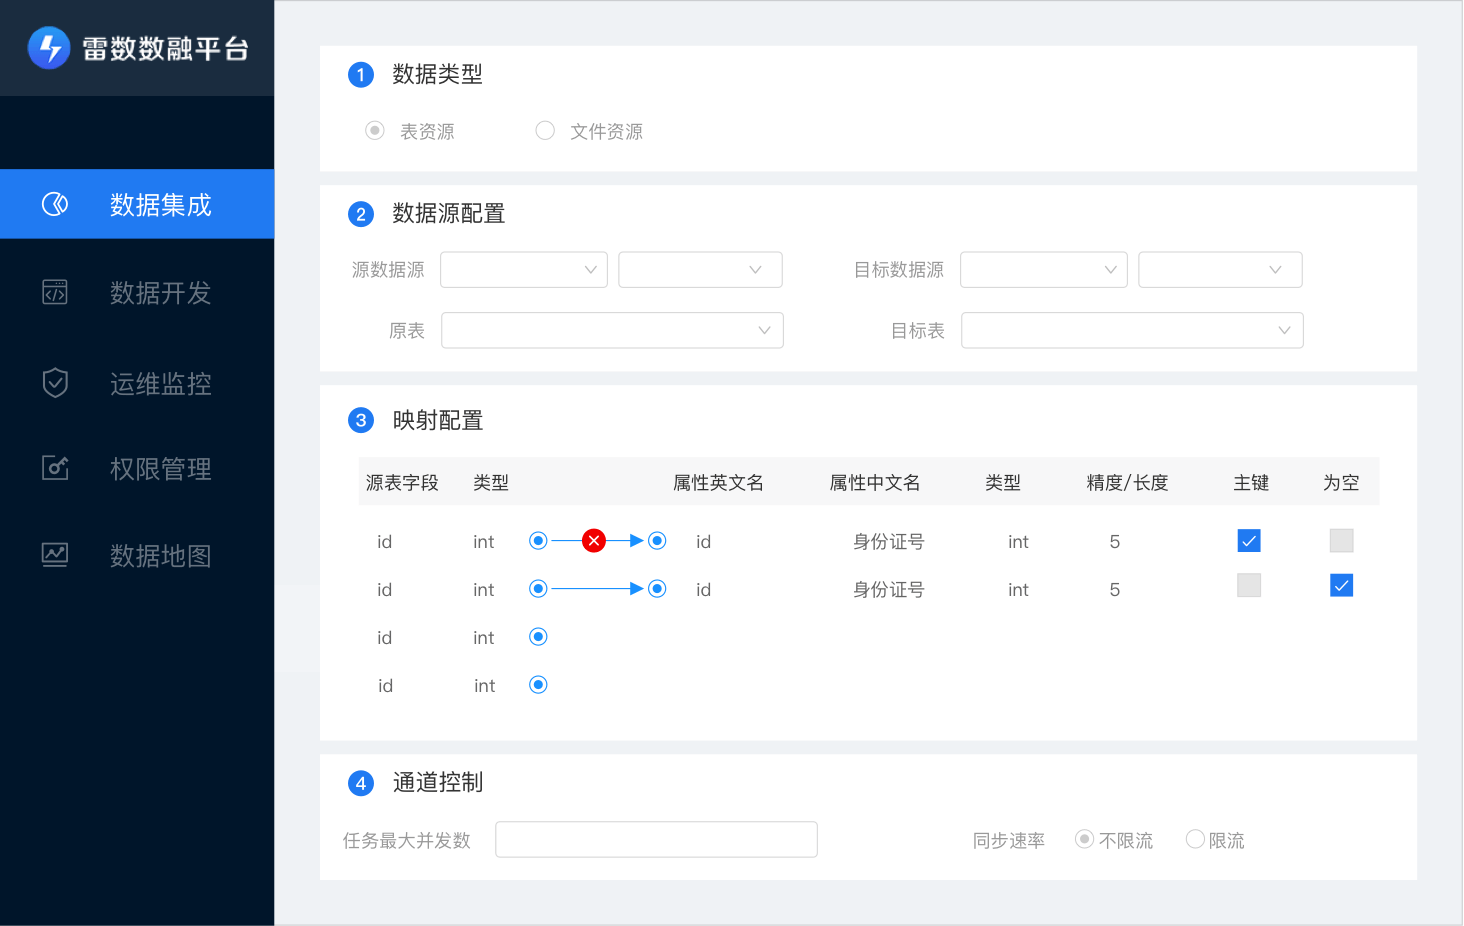 雷数数融平台
数据集成
数据开发
运维监控
权限管理
数据地图
1 数据类型
表资源 文件资源
2 数据源配置
源数据源 目标数据源
原表 目标表
3 映射配置
源表字段 类型 属性英文名 属性中文名 类型 精度/长度 主键 为空
id int id 身份证号 int 5
id int id 身份证号 int 5
id int
id int
4 通道控制
任务最大并发数 同步速率 不限流 限流